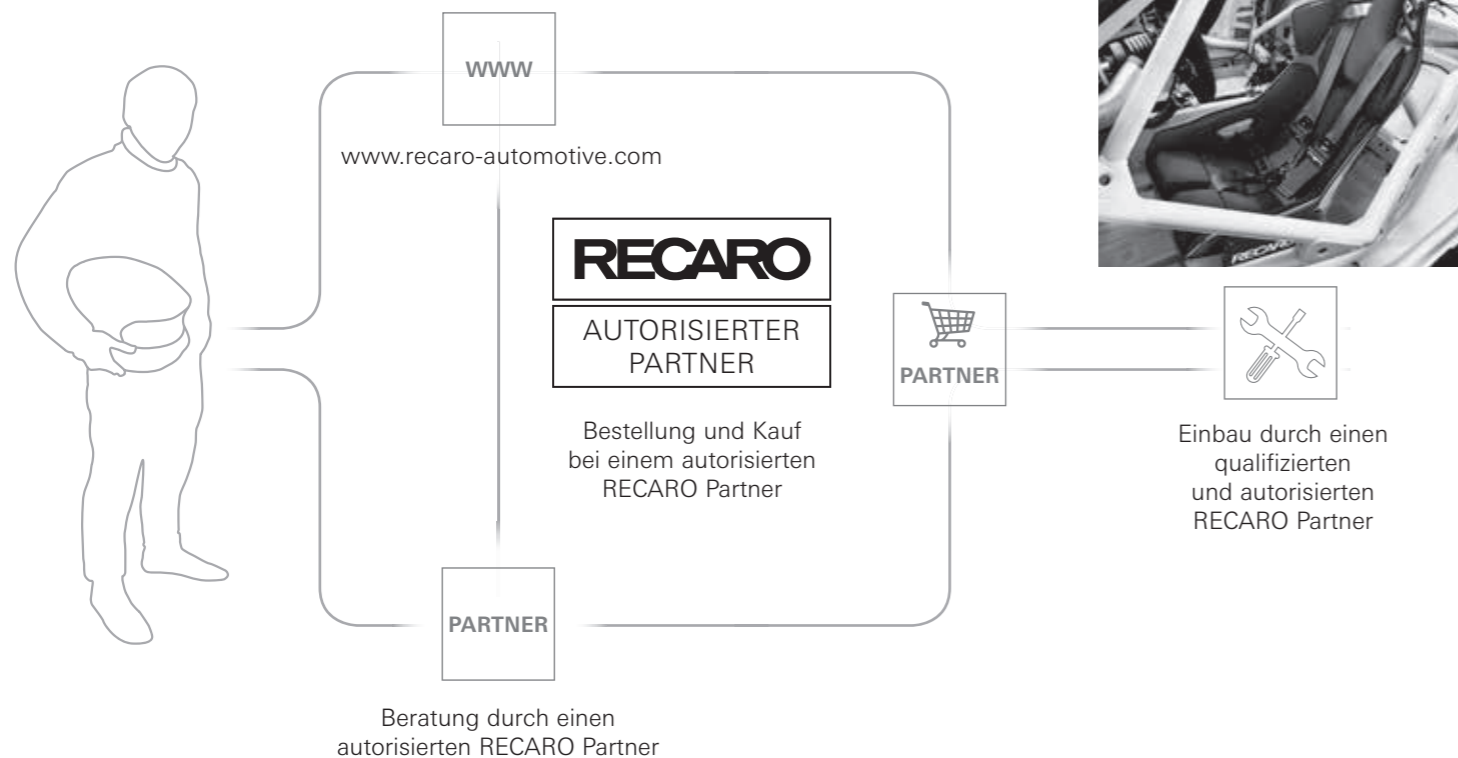 WWW
www.recaro-automotive.com
RECARO
AUTORISIERTER
PARTNER
Bestellung und Kauf
bei einem autorisierten
RECARO Partner
PARTNER
Einbau durch einen
qualifizierten
und autorisierten
RECARO Partner
PARTNER
Beratung durch einen
autorisierten RECARO Partner
RECARO